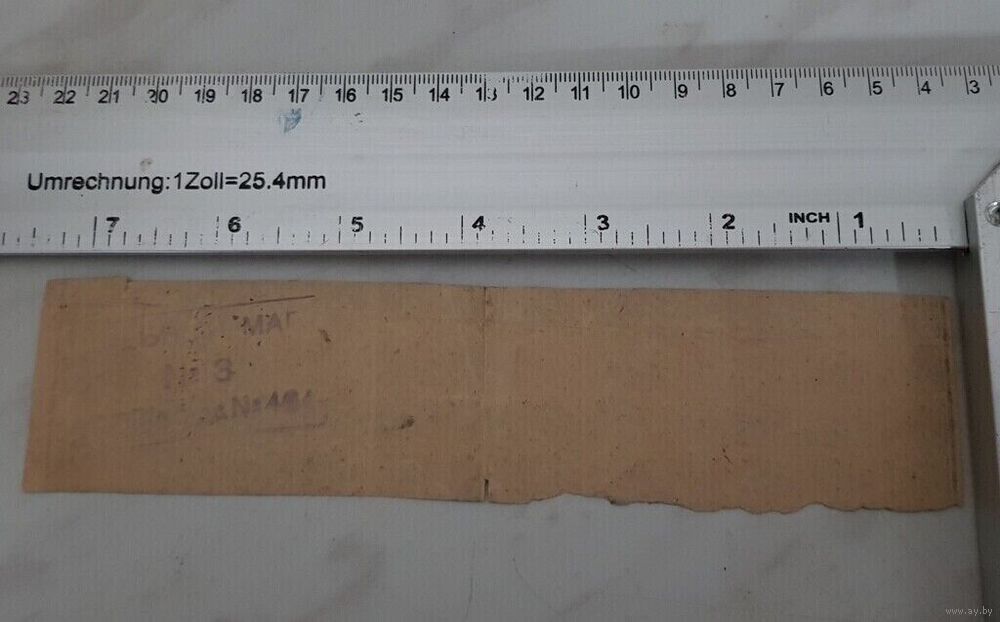 23 22 21 20 19 18 17 16 15 14 13 12 11 10 9 8 7 6 5 4 3
Umrechnung:1Zoll=25.4mm
7 6 5 4 3 2 INCH 1
МАГ
№ 3
№
www.ay.by